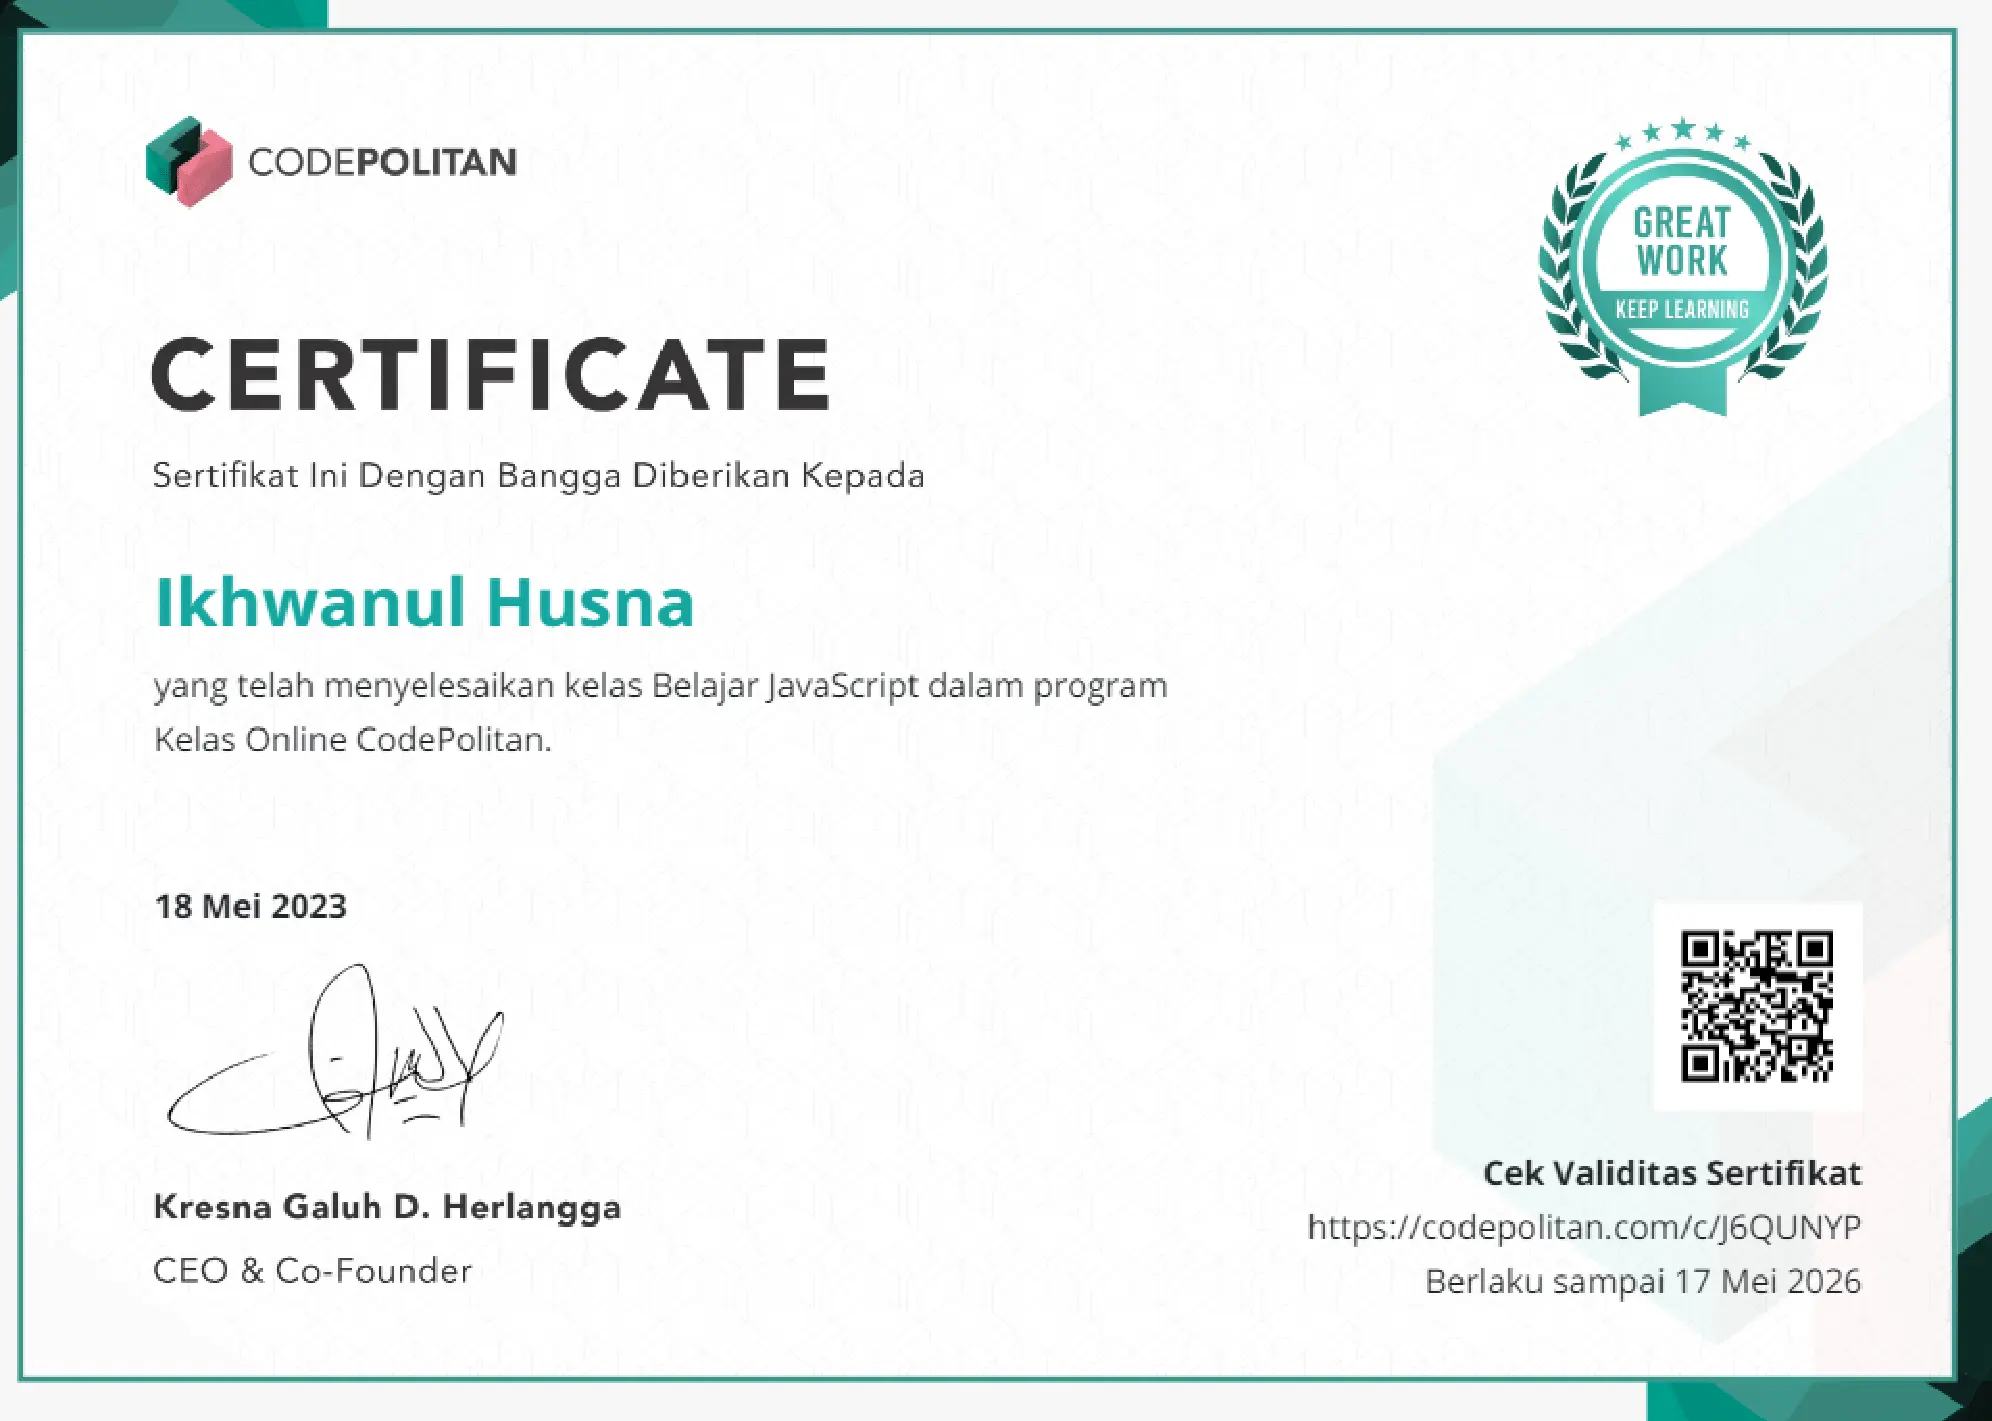 CODEPOLITAN
GREAT
WORK
KEEP LEARNING
CERTIFICATE
Sertifikat Ini Dengan Bangga Diberikan Kepada
Ikhwanul Husna
yang telah menyelesaikan kelas Belajar JavaScript dalam program
Kelas Online CodePolitan.
18 Mei 2023
Kresna Galuh D. Herlangga
CEO & Co-Founder
Cek Validitas Sertifikat
https://codepolitan.com/c/J6QUNYP
Berlaku sampai 17 Mei 2026